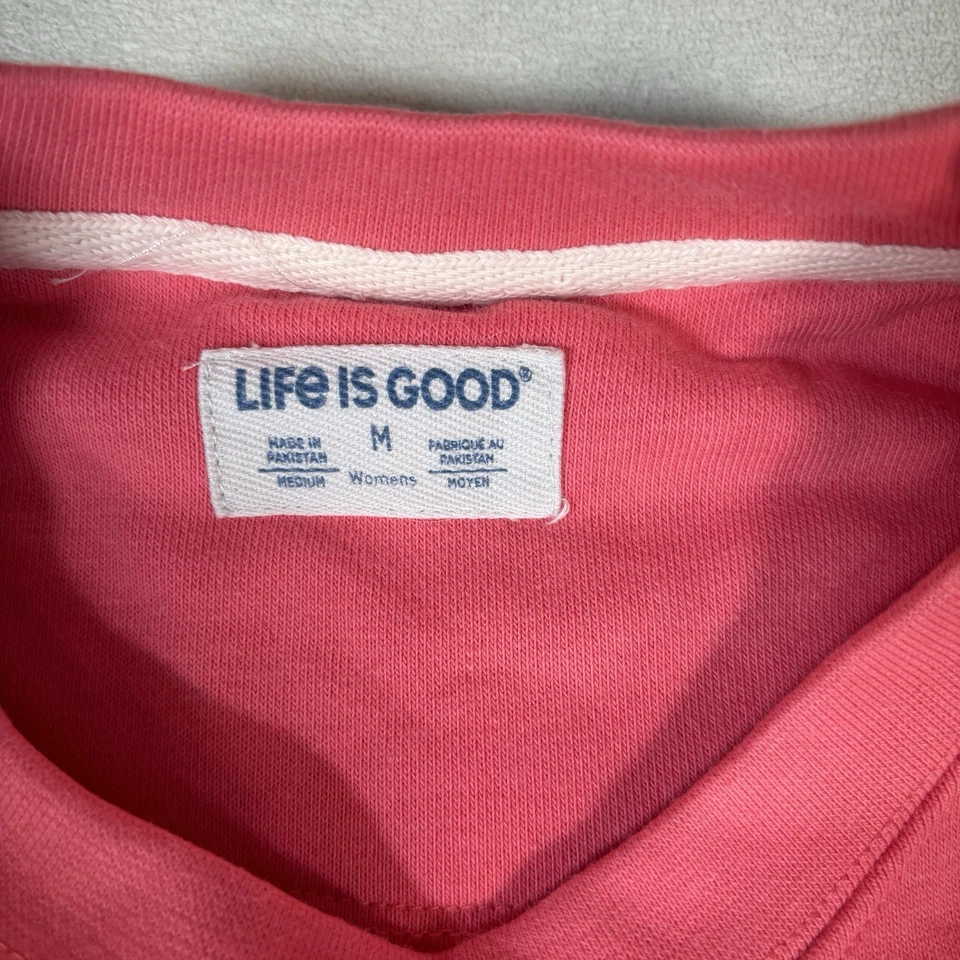 LIFe IS GOOD®
M
MADE IN
PAKISTAN
MEDIUM
Womens
FABRIQUÉ AU
PAKISTAN
MOYEN